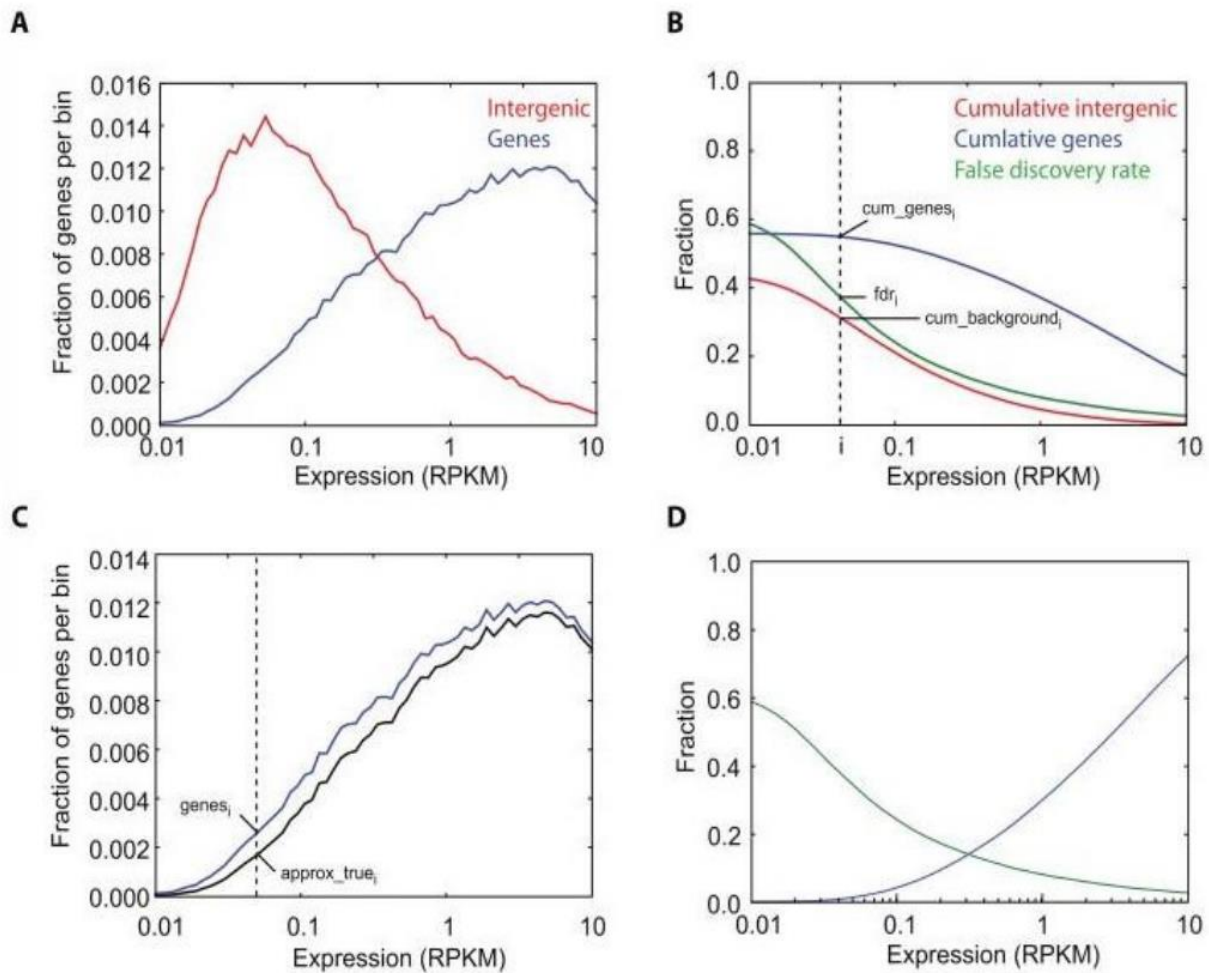 A
Fraction of genes per bin
0.016
0.014
0.012
0.010
0.008
0.006
0.004
0.002
0.000
Intergenic
Genes
0.01
0.1
1
10
Expression (RPKM)
B
Fraction
1.0
0.8
0.6
0.4
0.2
0.0
Cumulative intergenic
Cumlative genes
False discovery rate
cum_genesi
fdri
cum_backgroundi
0.01
i
0.1
1
10
Expression (RPKM)
C
Fraction of genes per bin
0.014
0.012
0.010
0.008
0.006
0.004
0.002
0.000
genesi
approx_truei
0.01
0.1
1
10
Expression (RPKM)
D
Fraction
1.0
0.8
0.6
0.4
0.2
0.0
0.01
0.1
1
10
Expression (RPKM)